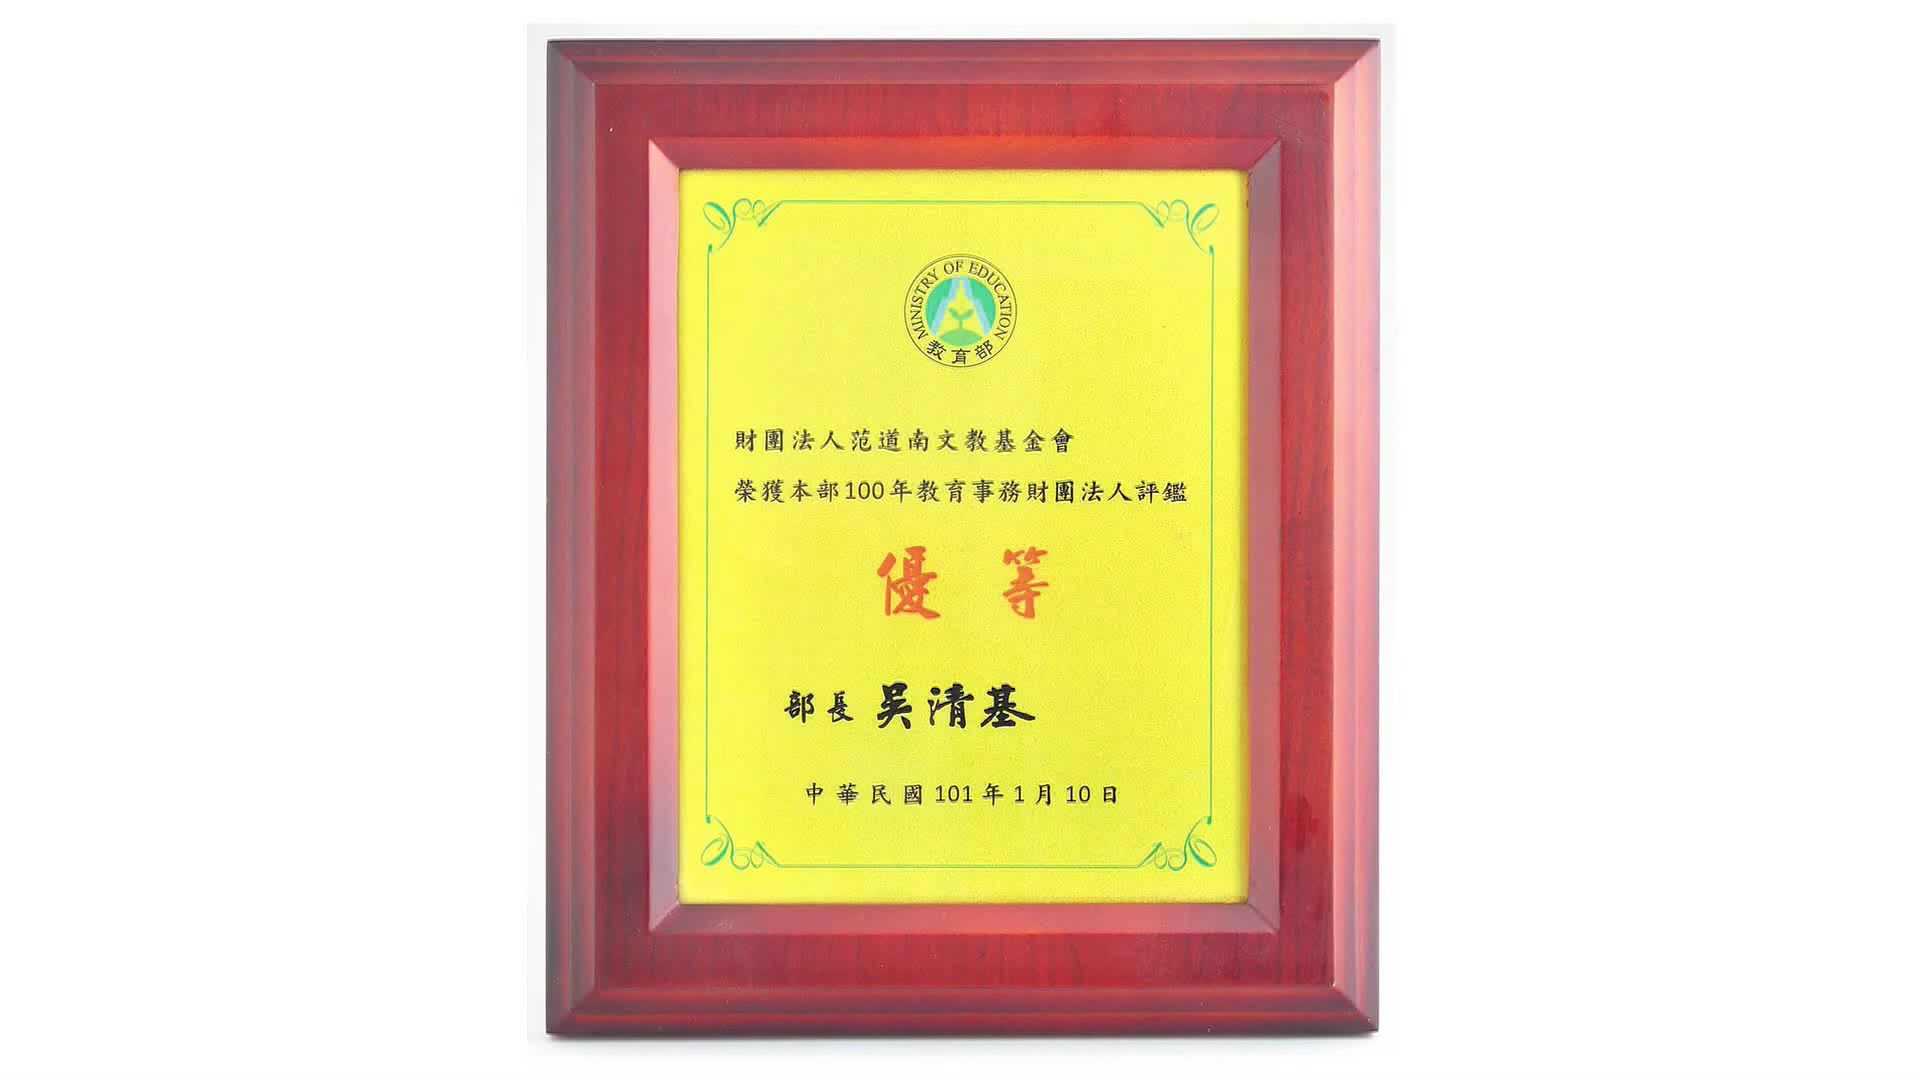 MINISTRY OF EDUCATION
教育部
財團法人范道南文教基金會
榮獲本部100年教育事務財團法人評鑑
優等
部長 吳清基
中華民國101年1月10日